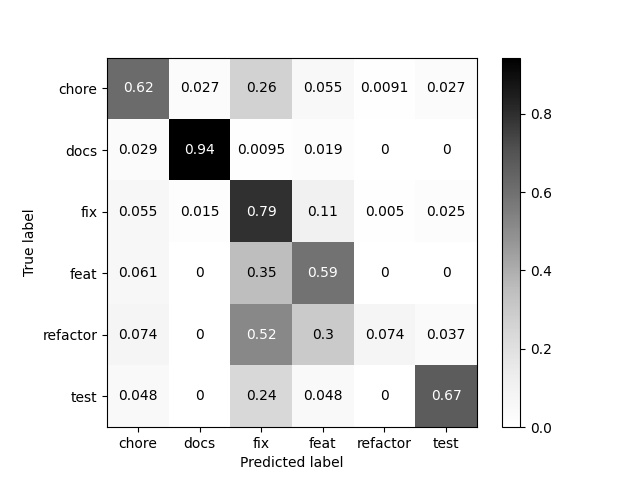 chore 0.62 0.027 0.26 0.055 0.0091 0.027
docs 0.029 0.94 0.0095 0.019 0 0
fix 0.055 0.015 0.79 0.11 0.005 0.025
feat 0.061 0 0.35 0.59 0 0
refactor 0.074 0 0.52 0.3 0.074 0.037
test 0.048 0 0.24 0.048 0 0.67
chore docs fix feat refactor test
Predicted label
True label
0.8
0.6
0.4
0.2
0.0